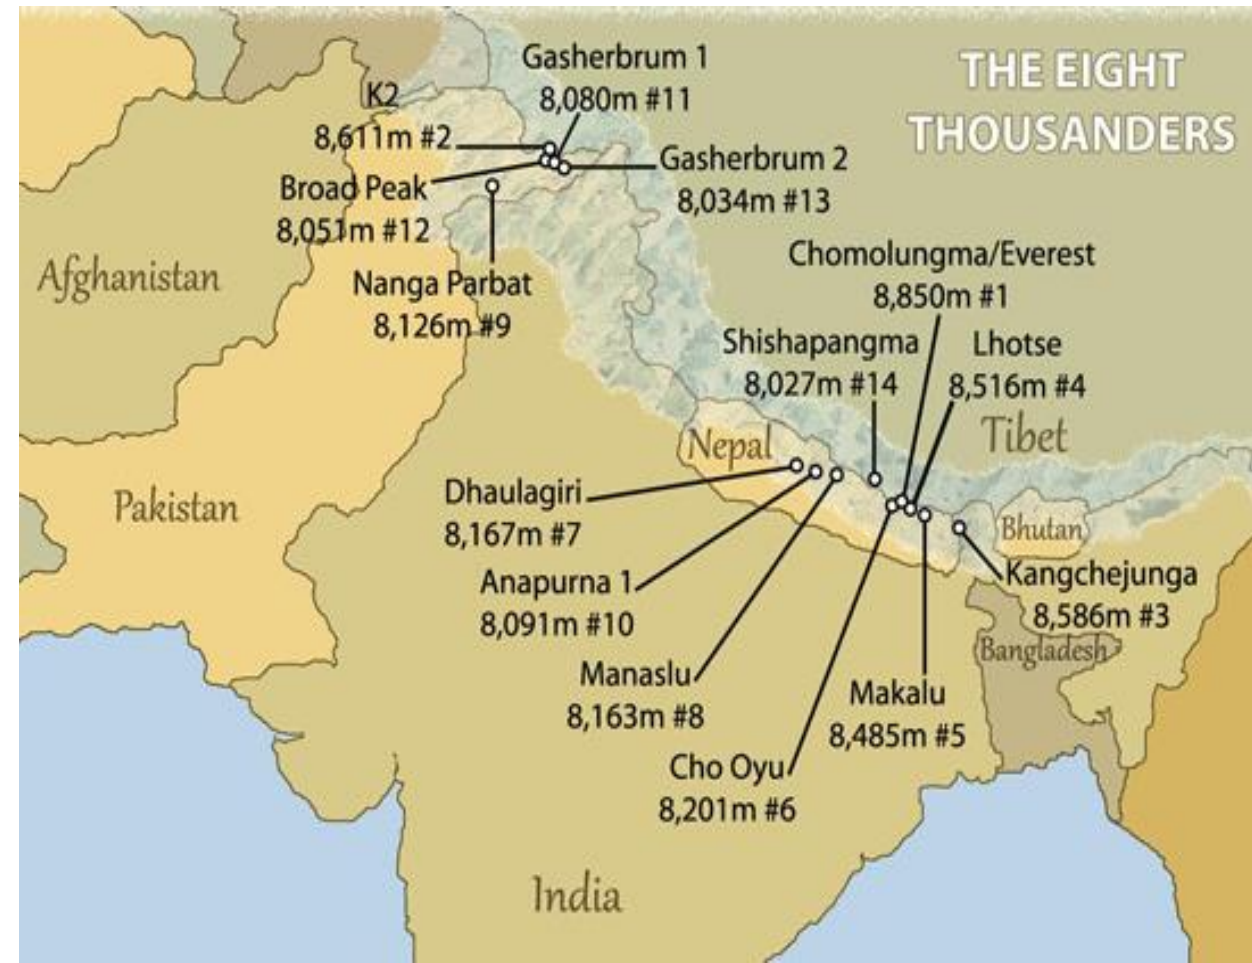 THE EIGHT
THOUSANDERS
Gasherbrum 1
8,080m #11
K2
8,611m #2
Gasherbrum 2
8,034m #13
Broad Peak
8,051m #12
Nanga Parbat
8,126m #9
Afghanistan
Chomolungma/Everest
8,850m #1
Shishapangma
8,027m #14
Lhotse
8,516m #4
Tibet
Nepal
Pakistan
Dhaulagiri
8,167m #7
Bhutan
Anapurna 1
8,091m #10
Kangchejunga
8,586m #3
Bangladesh
Manaslu
8,163m #8
Makalu
8,485m #5
Cho Oyu
8,201m #6
India